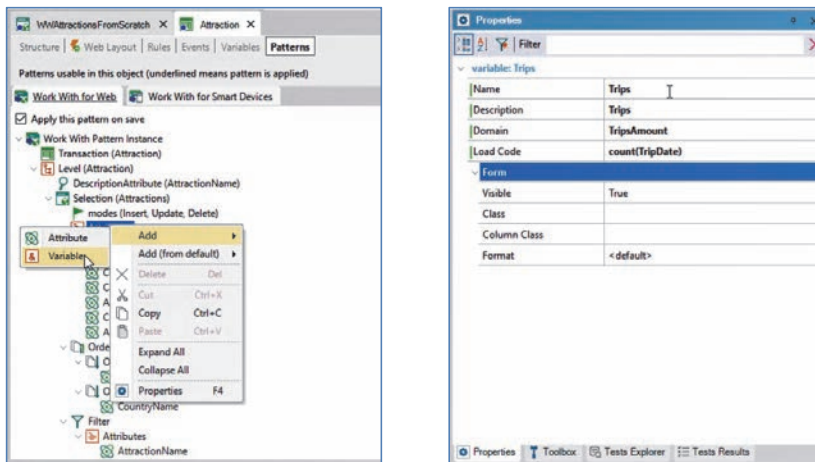 WWAttractionsFromScratch X Attraction X
Structure | Web Layout | Rules | Events | Variables | Patterns
Patterns usable in this object (underlined means pattern is applied)
Work With for Web Work With for Smart Devices
Apply this pattern on save
Work With Pattern Instance
Transaction (Attraction)
Level (Attraction)
DescriptionAttribute (AttractionName)
Selection (Attractions)
modes (Insert, Update, Delete)
Attribute
Variable
Add
Add (from default)
Delete Del
Cut Ctrl+X
Copy Ctrl+C
Paste Ctrl+V
Expand All
Collapse All
Properties F4
C
C
A
C
A
Orde
O
O
CountryName
Filter
Attributes
AttractionName
Properties
Filter
variable: Trips
Name Trips
Description Trips
Domain TripsAmount
Load Code count(TripDate)
Form
Visible True
Class
Column Class
Format <default>
Properties Toolbox Tests Explorer Tests Results